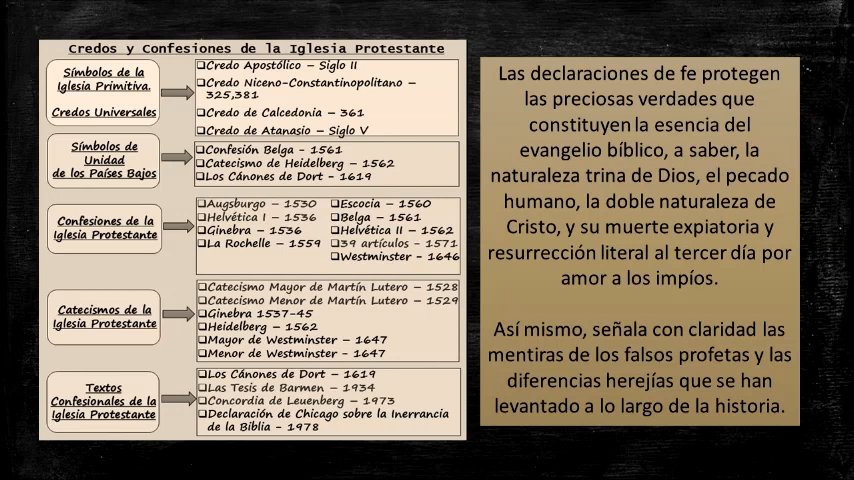 Credos y Confesiones de la Iglesia Protestante
Símbolos de la
Iglesia Primitiva.
Credos Universales
❑Credo Apostólico – Siglo II
❑Credo Niceno-Constantinopolitano –
325,381
❑Credo de Calcedonia – 361
❑Credo de Atanasio – Siglo V
Símbolos de
Unidad
de los Países Bajos
❑Confesión Belga - 1561
❑Catecismo de Heidelberg – 1562
❑Los Cánones de Dort - 1619
Confesiones de la
Iglesia Protestante
❑Augsburgo – 1530
❑Helvética I – 1536
❑Ginebra – 1536
❑La Rochelle – 1559
❑Escocia – 1560
❑Belga – 1561
❑Helvética II – 1562
❑39 artículos - 1571
❑Westminster - 1646
Catecismos de la
Iglesia Protestante
❑Catecismo Mayor de Martín Lutero – 1528
❑Catecismo Menor de Martín Lutero – 1529
❑Ginebra 1537-45
❑Heidelberg – 1562
❑Mayor de Westminster – 1647
❑Menor de Westminster - 1647
Textos
Confesionales de la
Iglesia Protestante
❑Los Cánones de Dort – 1619
❑Las Tesis de Barmen – 1934
❑Concordia de Leuenberg – 1973
❑Declaración de Chicago sobre la Inerrancia
de la Biblia - 1978
Las declaraciones de fe protegen
las preciosas verdades que
constituyen la esencia del
evangelio bíblico, a saber, la
naturaleza trina de Dios, el pecado
humano, la doble naturaleza de
Cristo, y su muerte expiatoria y
resurrección literal al tercer día por
amor a los impíos.
Así mismo, señala con claridad las
mentiras de los falsos profetas y las
diferencias herejías que se han
levantado a lo largo de la historia.